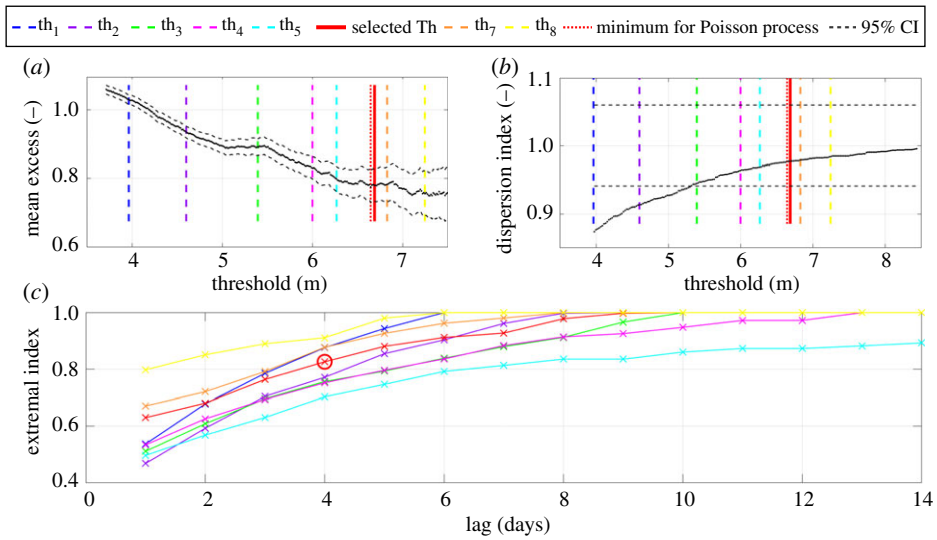 th₁ th₂ th₃ th₄ th₅ selected Th th₇ th₈ minimum for Poisson process 95% CI
(a)
(b)
mean excess (–)
1.0
0.8
0.6
4 5 6 7
threshold (m)
dispersion index (–)
1.1
1.0
0.9
4 5 6 7 8
threshold (m)
(c)
extremal index
1.0
0.8
0.6
0.4
0 2 4 6 8 10 12 14
lag (days)